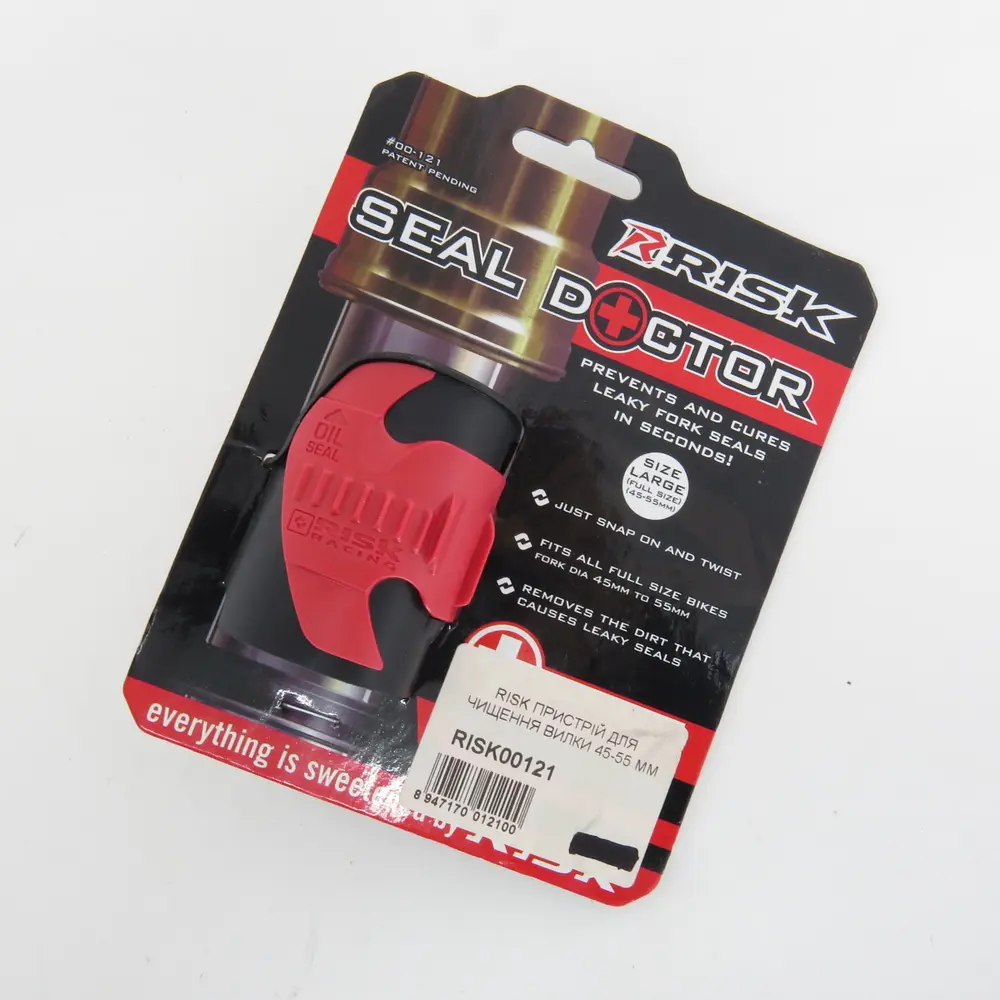 #00-121
PATENT PENDING
RISK
SEAL DOCTOR
PREVENTS AND CURES
LEAKY FORK SEALS
IN SECONDS!
SIZE
LARGE
(FULL SIZE)
(45-55MM)
JUST SNAP ON AND TWIST
FITS ALL FULL SIZE BIKES
FORK DIA 45MM TO 55MM
REMOVES THE DIRT THAT
CAUSES LEAKY SEALS
OIL
SEAL
RISK
RACING
everything is sweetened by RISK
RISK ПРИСТРІЙ ДЛЯ
ЧИЩЕННЯ ВИЛКИ 45-55 ММ
RISK00121
8 947170 012100